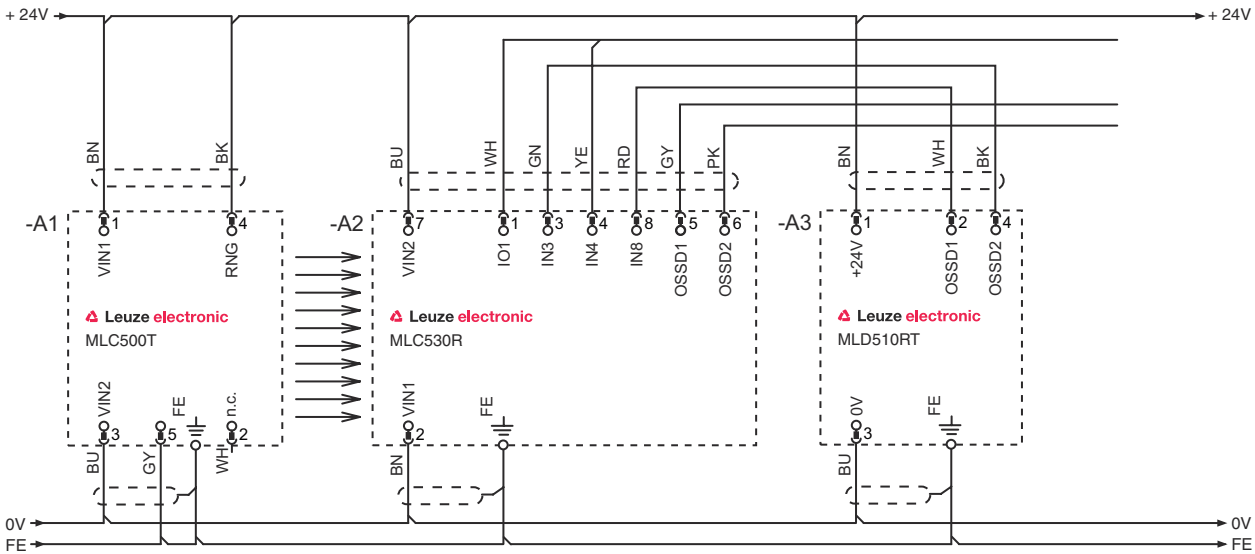 + 24V
+ 24V
BN
BK
BU
WH
GN
YE
RD
GY
PK
BN
WH
BK
-A1
1
4
-A2
7
1
3
4
8
5
6
-A3
1
2
4
VIN1
RNG
VIN2
IO1
IN3
IN4
IN8
OSSD1
OSSD2
+24V
OSSD1
OSSD2
Leuze electronic
MLC500T
Leuze electronic
MLC530R
Leuze electronic
MLD510RT
VIN2
FE
n.c.
VIN1
FE
0V
FE
3
5
2
2
3
BU
GY
WH
BN
BU
0V
0V
FE
FE